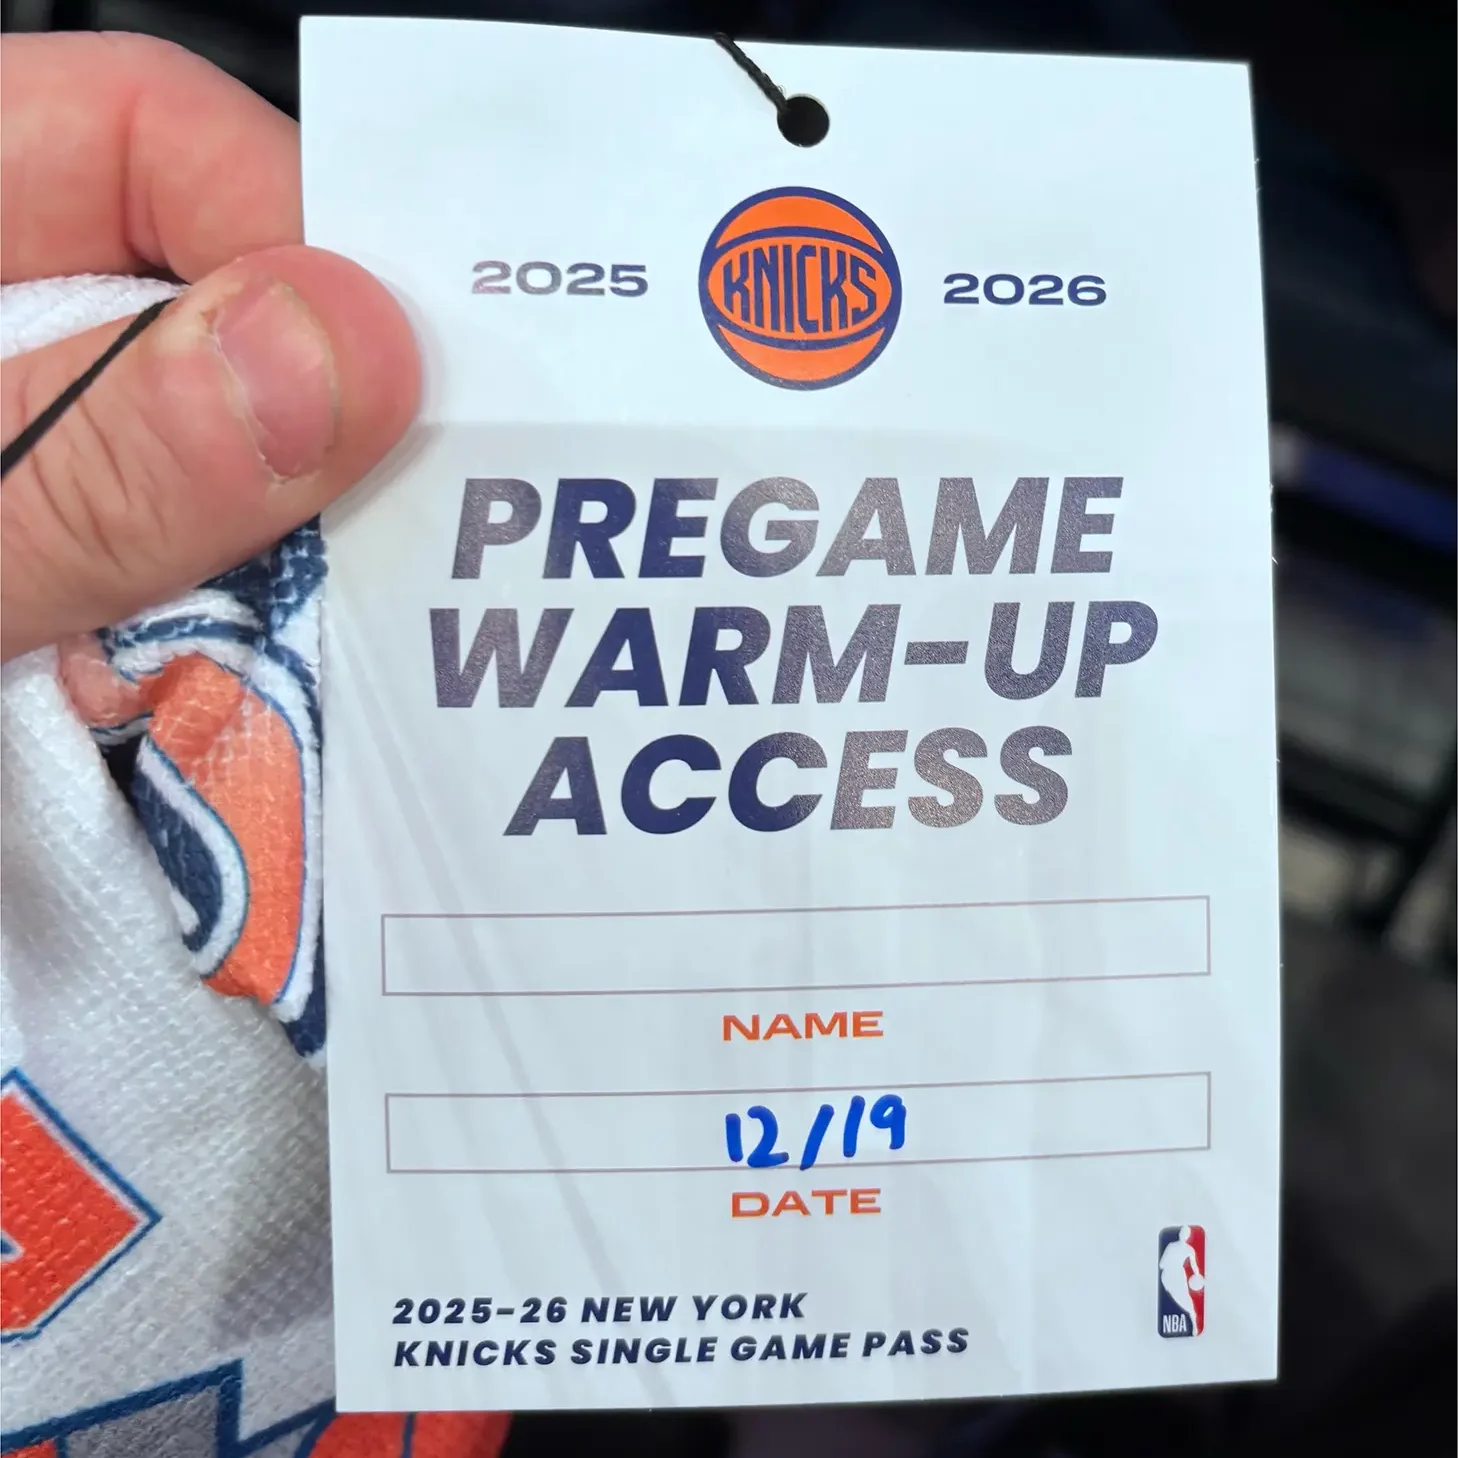 2025 KNICKS 2026
PREGAME
WARM-UP
ACCESS
NAME
12/19
DATE
NBA
2025-26 NEW YORK
KNICKS SINGLE GAME PASS